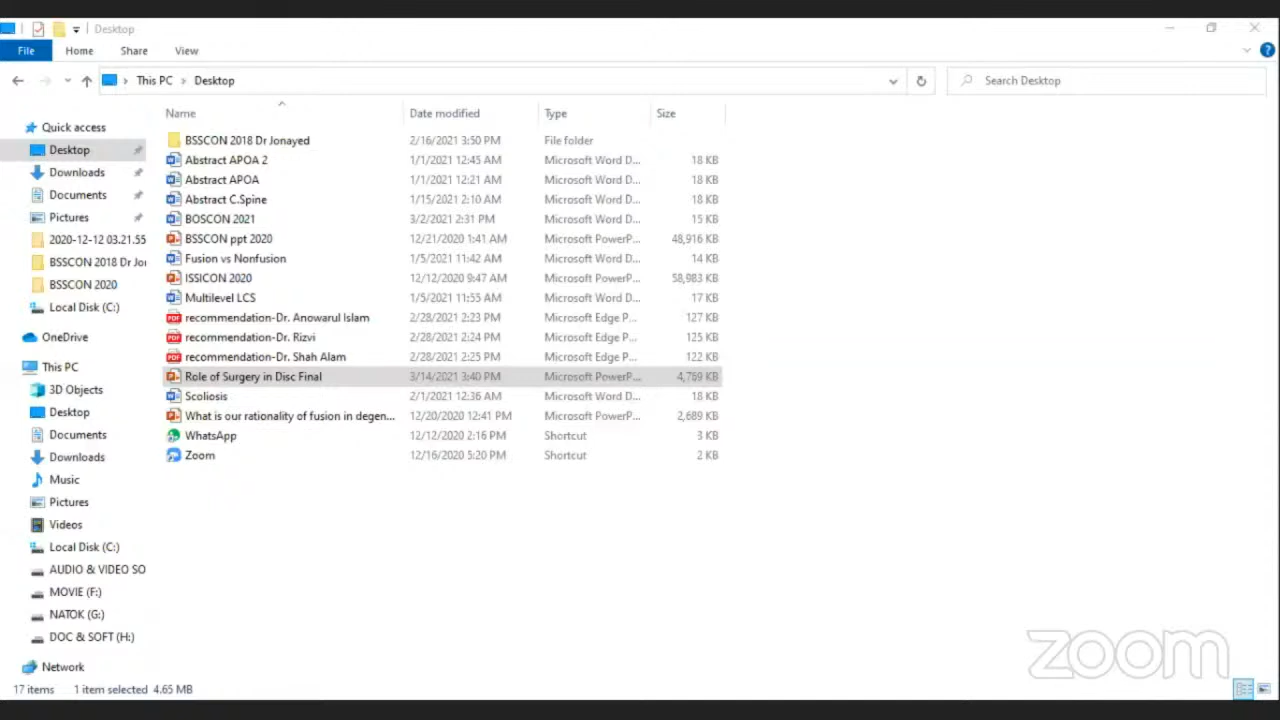 Desktop
File Home Share View
This PC Desktop Search Desktop
Name Date modified Type Size
Quick access
Desktop
Downloads
Documents
Pictures
2020-12-12 03.21.55
BSSCON 2018 Dr Jor
BSSCON 2020
Local Disk (C:)
OneDrive
This PC
3D Objects
Desktop
Documents
Downloads
Music
Pictures
Videos
Local Disk (C:)
AUDIO & VIDEO SO
MOVIE (F:)
NATOK (G:)
DOC & SOFT (H:)
Network
BSSCON 2018 Dr Jonayed 2/16/2021 3:50 PM File folder
Abstract APOA 2 1/1/2021 12:45 AM Microsoft Word D... 18 KB
Abstract APOA 1/1/2021 12:21 AM Microsoft Word D... 18 KB
Abstract C.Spine 1/15/2021 2:10 AM Microsoft Word D... 18 KB
BOSCON 2021 3/2/2021 2:31 PM Microsoft Word D... 15 KB
BSSCON ppt 2020 12/21/2020 1:41 AM Microsoft PowerP... 48,916 KB
Fusion vs Nonfusion 1/5/2021 11:42 AM Microsoft Word D... 14 KB
ISSICON 2020 12/12/2020 9:47 AM Microsoft PowerP... 58,983 KB
Multilevel LCS 1/5/2021 11:55 AM Microsoft Word D... 17 KB
recommendation-Dr. Anowarul Islam 2/28/2021 2:23 PM Microsoft Edge P... 127 KB
recommendation-Dr. Rizvi 2/28/2021 2:24 PM Microsoft Edge P... 125 KB
recommendation-Dr. Shah Alam 2/28/2021 2:25 PM Microsoft Edge P... 122 KB
Role of Surgery in Disc Final 3/14/2021 3:40 PM Microsoft PowerP... 4,769 KB
Scoliosis 2/1/2021 12:36 AM Microsoft Word D... 18 KB
What is our rationality of fusion in degen... 12/20/2020 12:41 PM Microsoft PowerP... 2,689 KB
WhatsApp 12/12/2020 2:16 PM Shortcut 3 KB
Zoom 12/16/2020 5:20 PM Shortcut 2 KB
zoom
17 items 1 item selected 4.65 MB